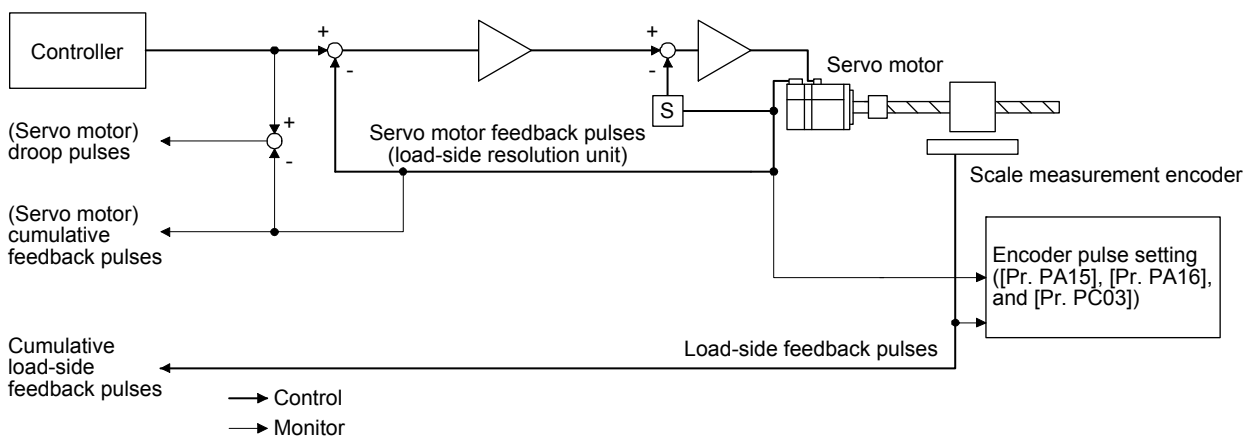 Controller
+
-
+
-
Servo motor
S
(Servo motor)
droop pulses
+
-
Servo motor feedback pulses
(load-side resolution unit)
Scale measurement encoder
(Servo motor)
cumulative
feedback pulses
Encoder pulse setting
([Pr. PA15], [Pr. PA16],
and [Pr. PC03])
Cumulative
load-side
feedback pulses
Load-side feedback pulses
Control
Monitor